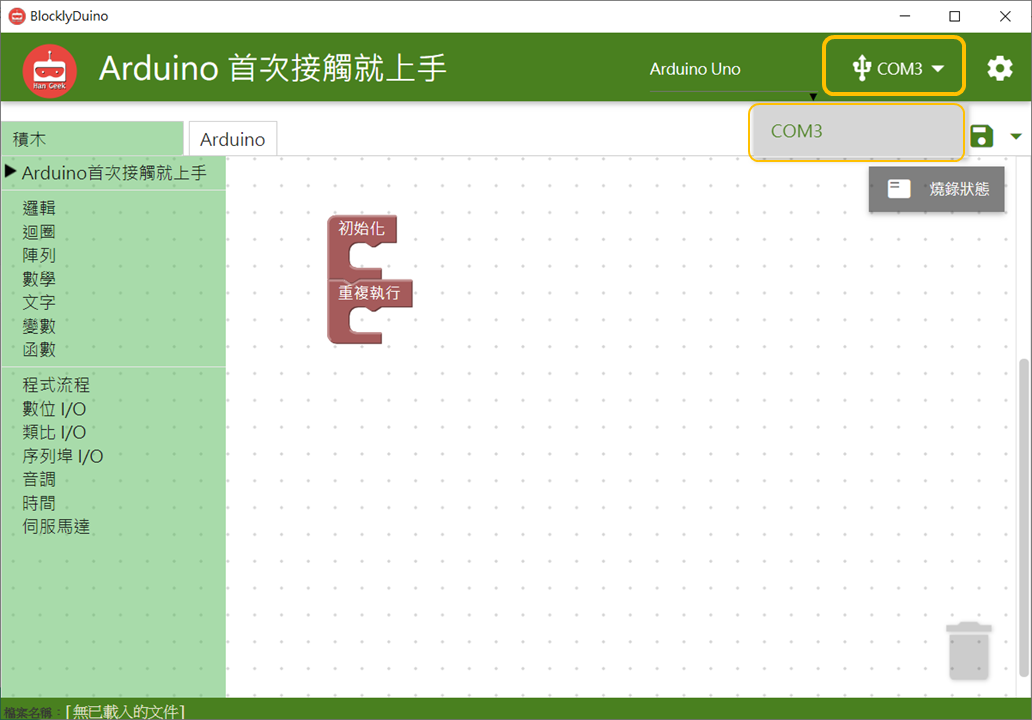 BlocklyDuino
Han Geek
Arduino 首次接觸就上手
Arduino Uno
COM3
COM3
積木
Arduino
Arduino首次接觸就上手
燒錄狀態
邏輯
迴圈
陣列
數學
文字
變數
函數
初始化
重複執行
程式流程
數位 I/O
類比 I/O
序列埠 I/O
音調
時間
伺服馬達
檔案名稱：[無已載入的文件]